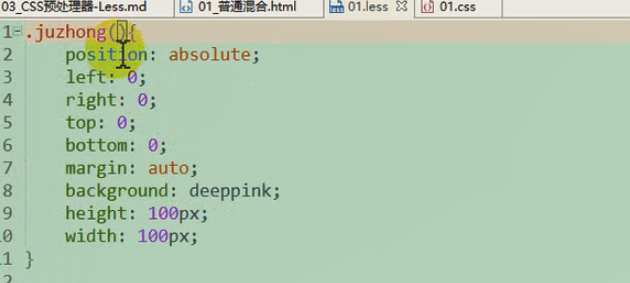 03_CSS预处理器-Less.md 01_普通混合.html 01.less 01.css
1 .juzhong(){
2 position: absolute;
3 left: 0;
4 right: 0;
5 top: 0;
6 bottom: 0;
7 margin: auto;
8 background: deeppink;
9 height: 100px;
10 width: 100px;
11 }